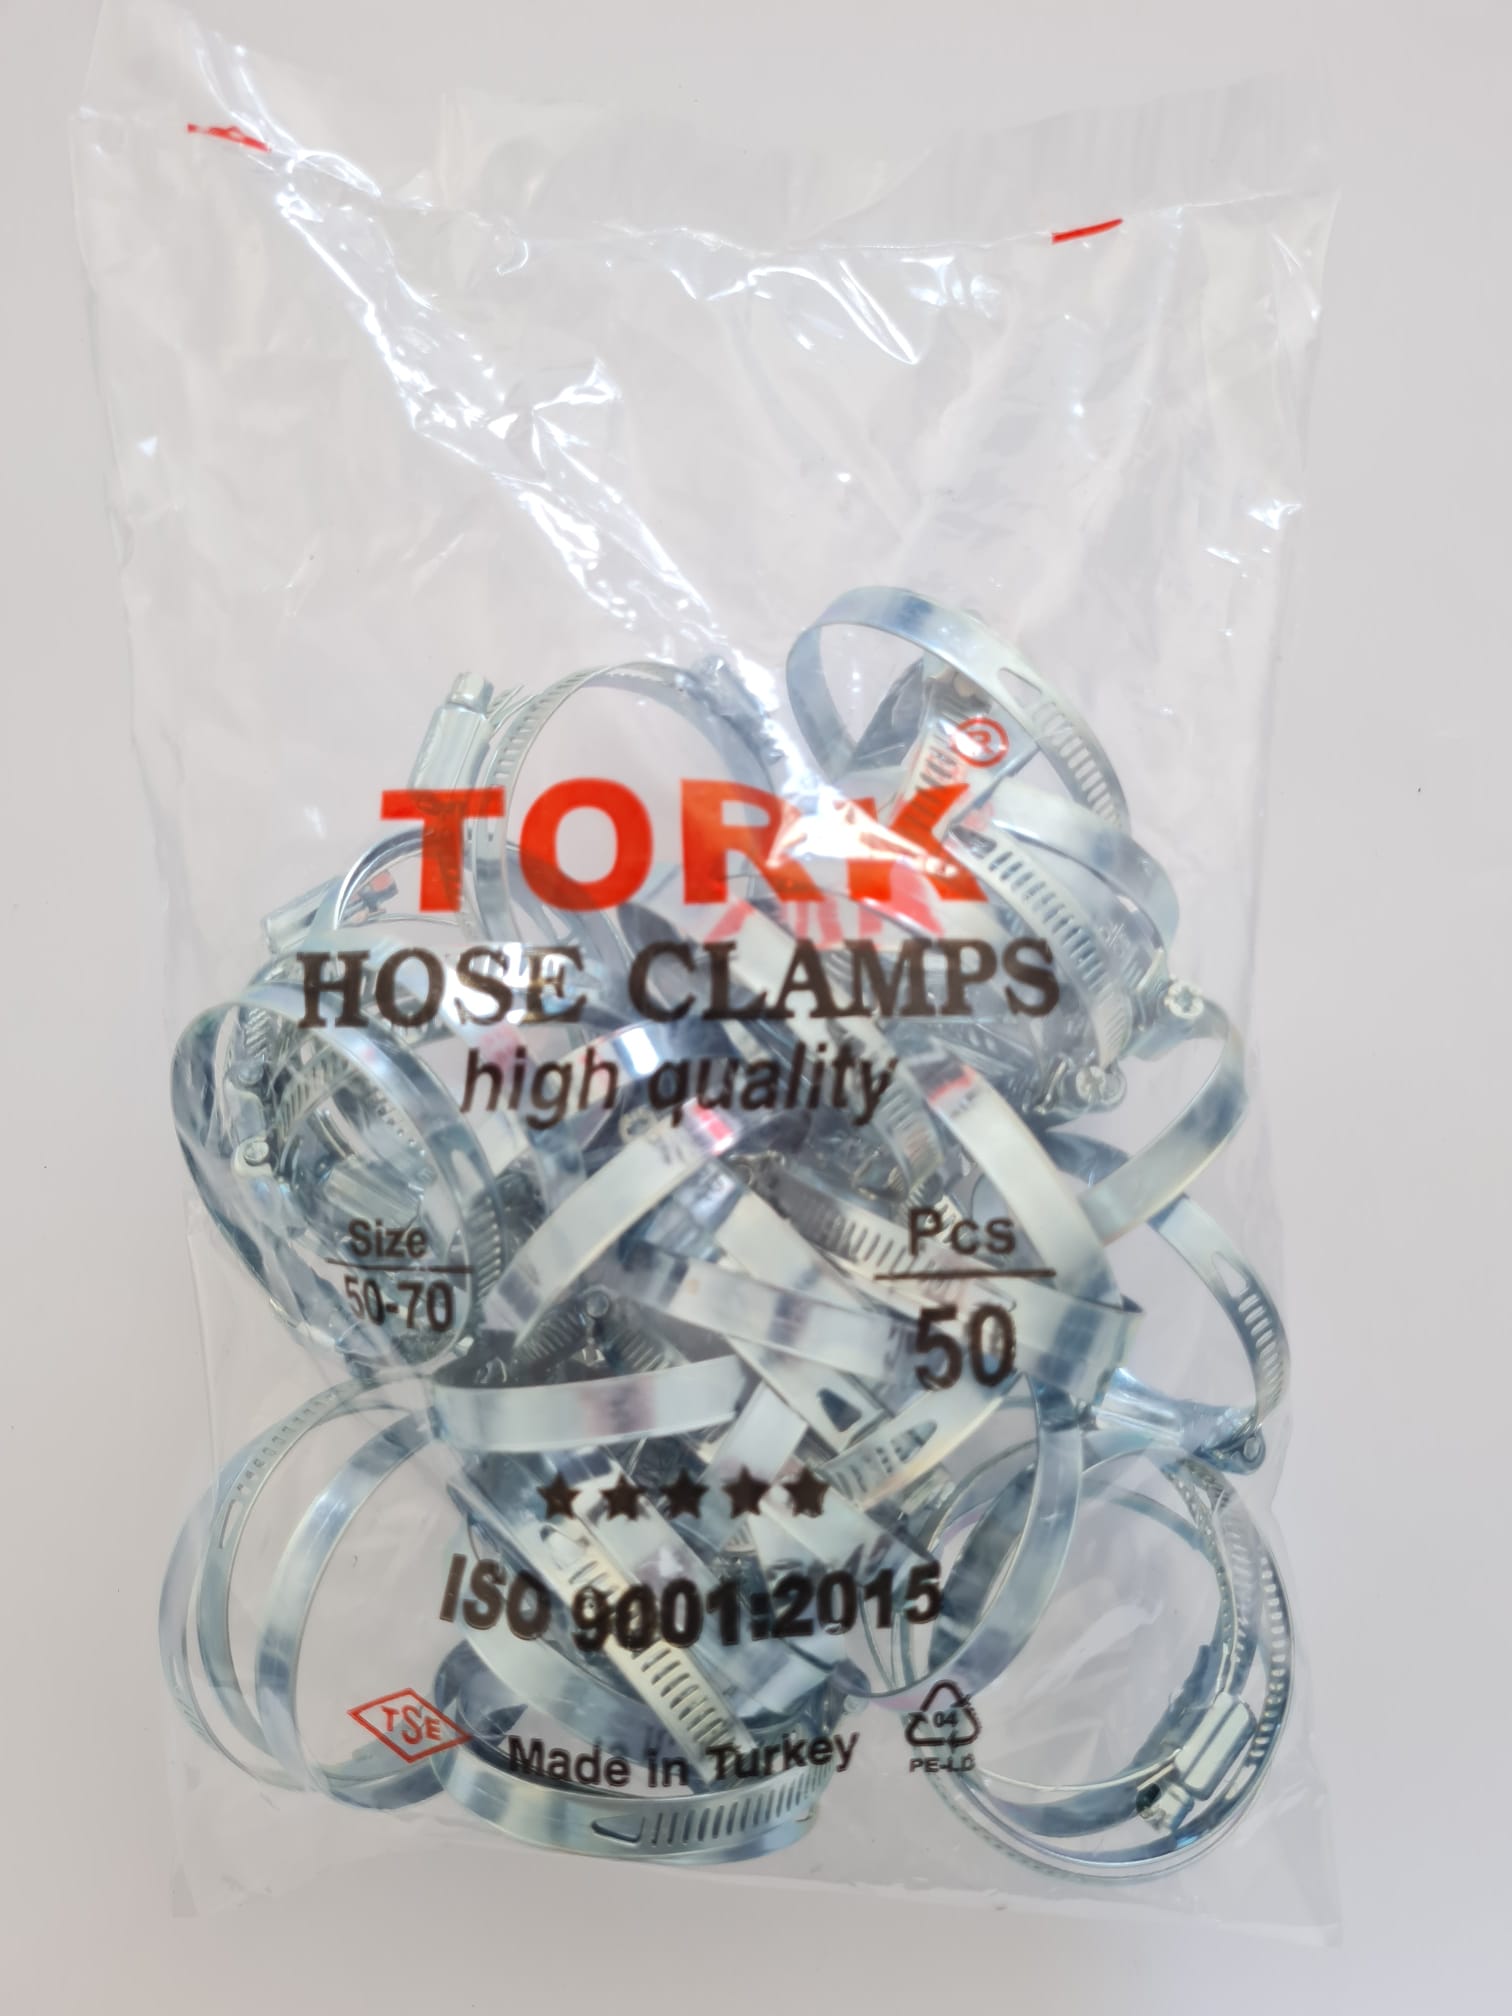 TORK®
HOSE CLAMPS
high quality
Size
50-70
Pcs
50
ISO 9001:2015
TSE
Made in Turkey
04
PE-LD